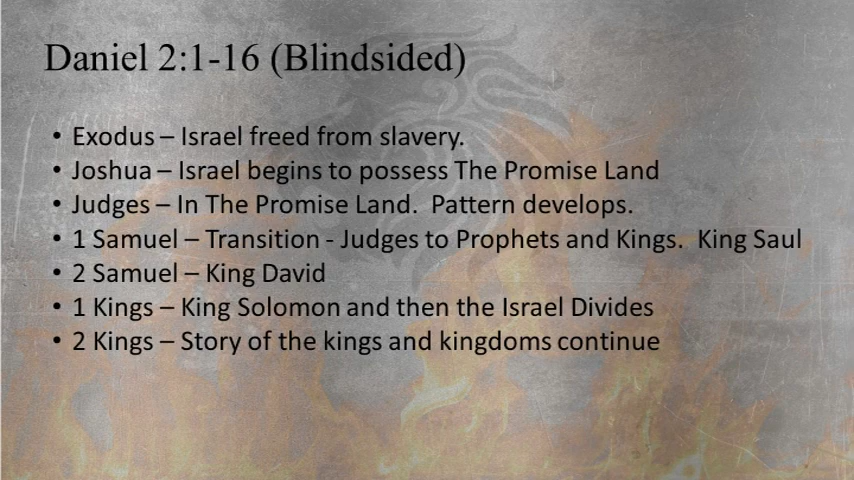 Daniel 2:1-16 (Blindsided)
• Exodus – Israel freed from slavery.
• Joshua – Israel begins to possess The Promise Land
• Judges – In The Promise Land.  Pattern develops.
• 1 Samuel – Transition - Judges to Prophets and Kings.  King Saul
• 2 Samuel – King David
• 1 Kings – King Solomon and then the Israel Divides
• 2 Kings – Story of the kings and kingdoms continue